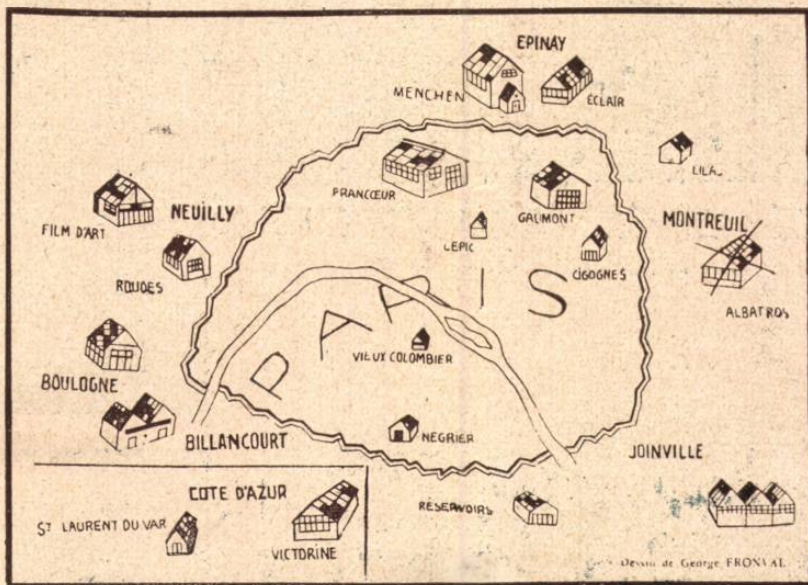 EPINAY
MENCHEN
ÉCLAIR
FRANCŒUR
LILA
GAUMONT
FILM D'ART
NEUILLY
LEPIC
MONTREUIL
ROUDES
CIGOGNES
ALBATROS
PARIS
VIEUX COLOMBIER
BOULOGNE
BILLANCOURT
NEGRIER
JOINVILLE
COTE D'AZUR
RÉSERVOIRS
ST LAURENT DU VAR
VICTORINE
Dessin de George FRONVAL